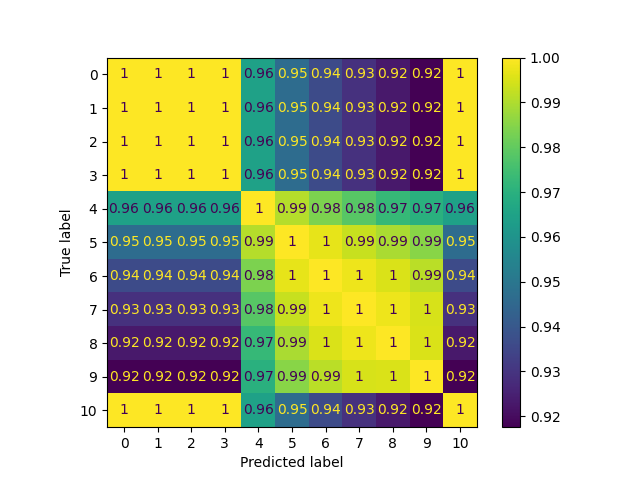 0 1 1 1 1 0.96 0.95 0.94 0.93 0.92 0.92 1
1 1 1 1 1 0.96 0.95 0.94 0.93 0.92 0.92 1
2 1 1 1 1 0.96 0.95 0.94 0.93 0.92 0.92 1
3 1 1 1 1 0.96 0.95 0.94 0.93 0.92 0.92 1
4 0.96 0.96 0.96 0.96 1 0.99 0.98 0.98 0.97 0.97 0.96
5 0.95 0.95 0.95 0.95 0.99 1 1 0.99 0.99 0.99 0.95
6 0.94 0.94 0.94 0.94 0.98 1 1 1 1 0.99 0.94
7 0.93 0.93 0.93 0.93 0.98 0.99 1 1 1 1 0.93
8 0.92 0.92 0.92 0.92 0.97 0.99 1 1 1 1 0.92
9 0.92 0.92 0.92 0.92 0.97 0.99 0.99 1 1 1 0.92
10 1 1 1 1 0.96 0.95 0.94 0.93 0.92 0.92 1
0 1 2 3 4 5 6 7 8 9 10
Predicted label
True label
1.00
0.99
0.98
0.97
0.96
0.95
0.94
0.93
0.92